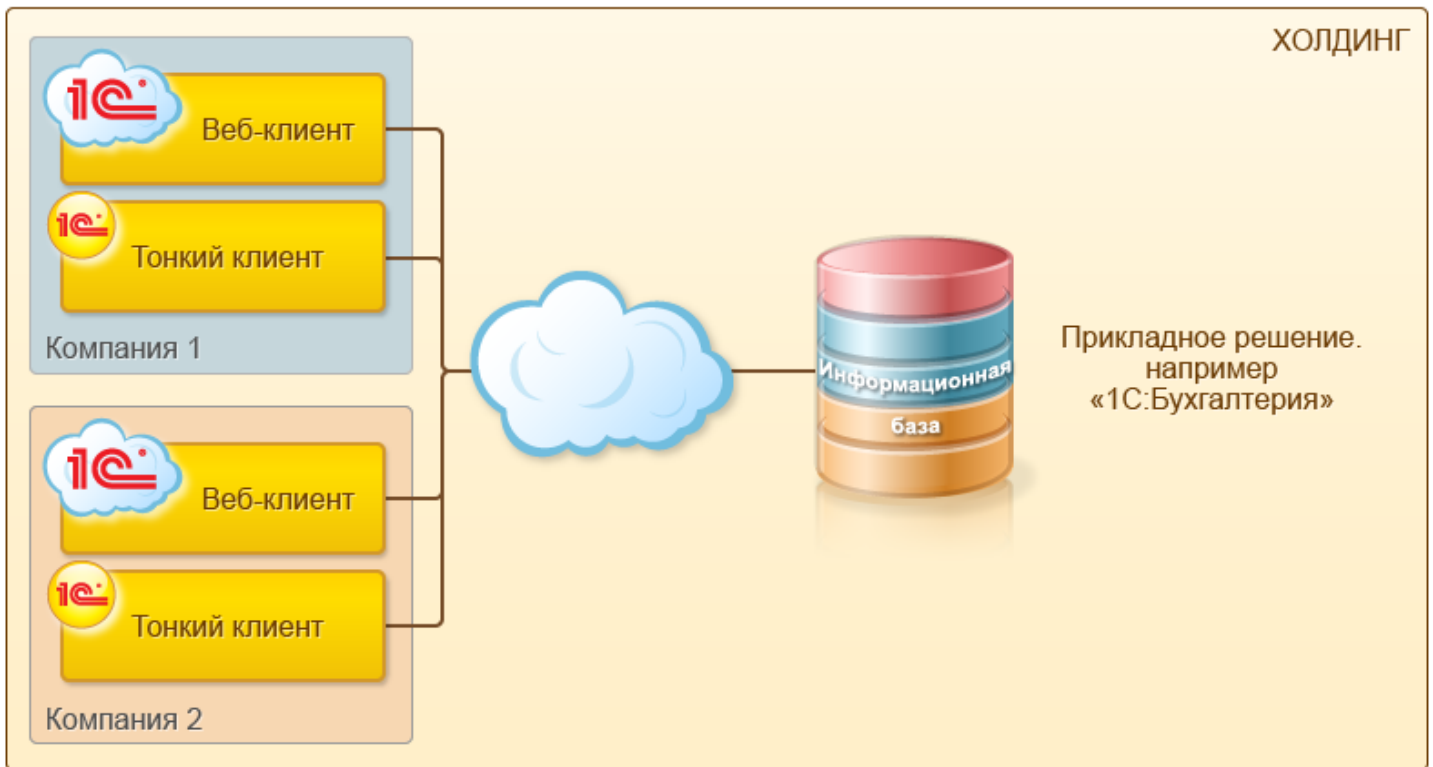 ХОЛДИНГ
1С
Веб-клиент
1С
Тонкий клиент
Компания 1
Информационная
база
Прикладное решение.
например
«1С:Бухгалтерия»
1С
Веб-клиент
1С
Тонкий клиент
Компания 2